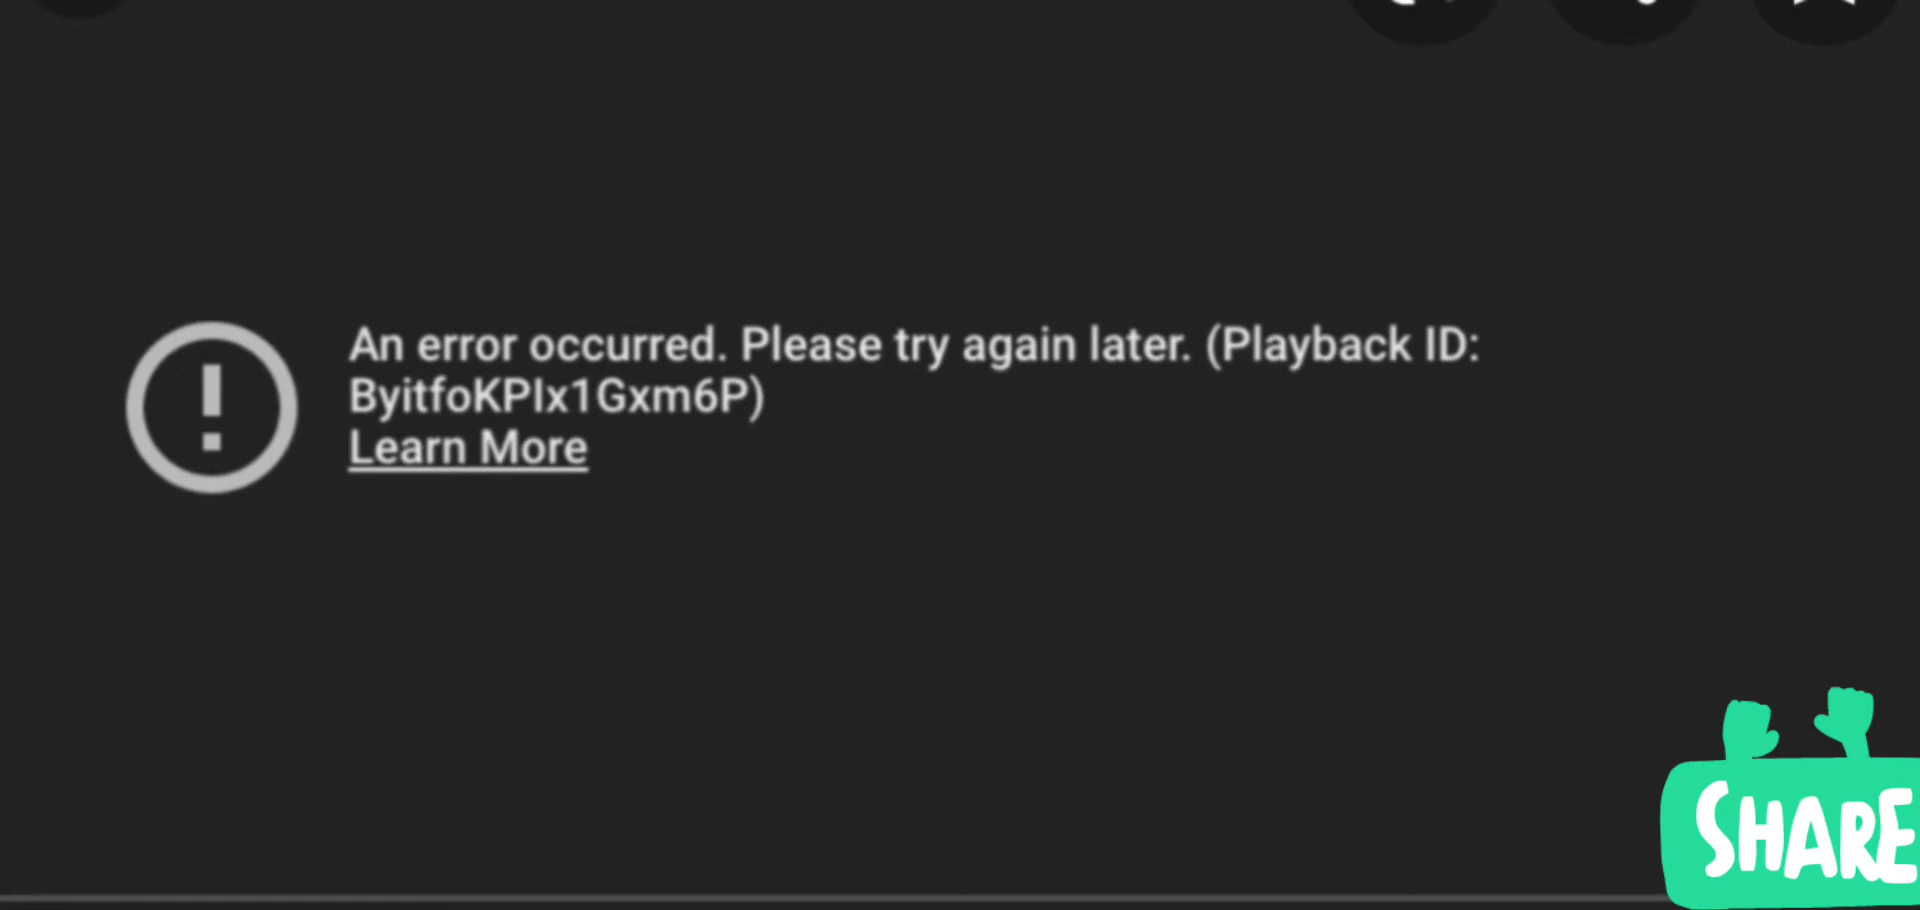 An error occurred. Please try again later. (Playback ID:
ByitfoKPIx1Gxm6P)
Learn More
SHARE